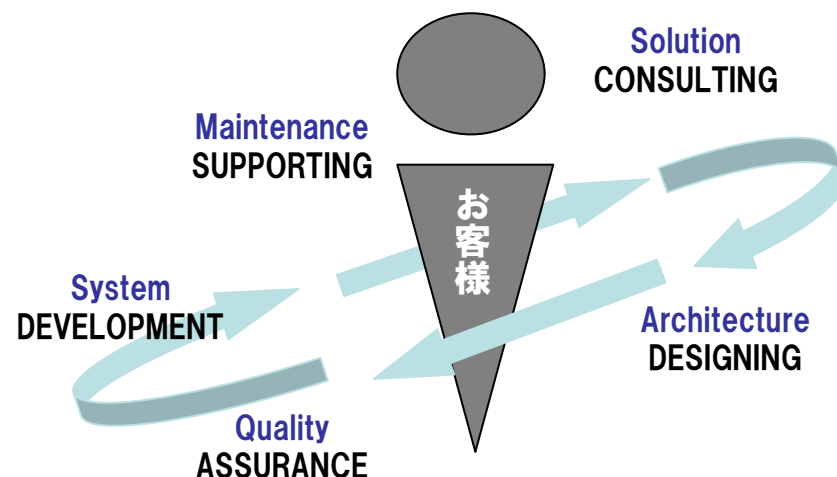 Solution
CONSULTING
Maintenance
SUPPORTING
お客様
System
DEVELOPMENT
Architecture
DESIGNING
Quality
ASSURANCE